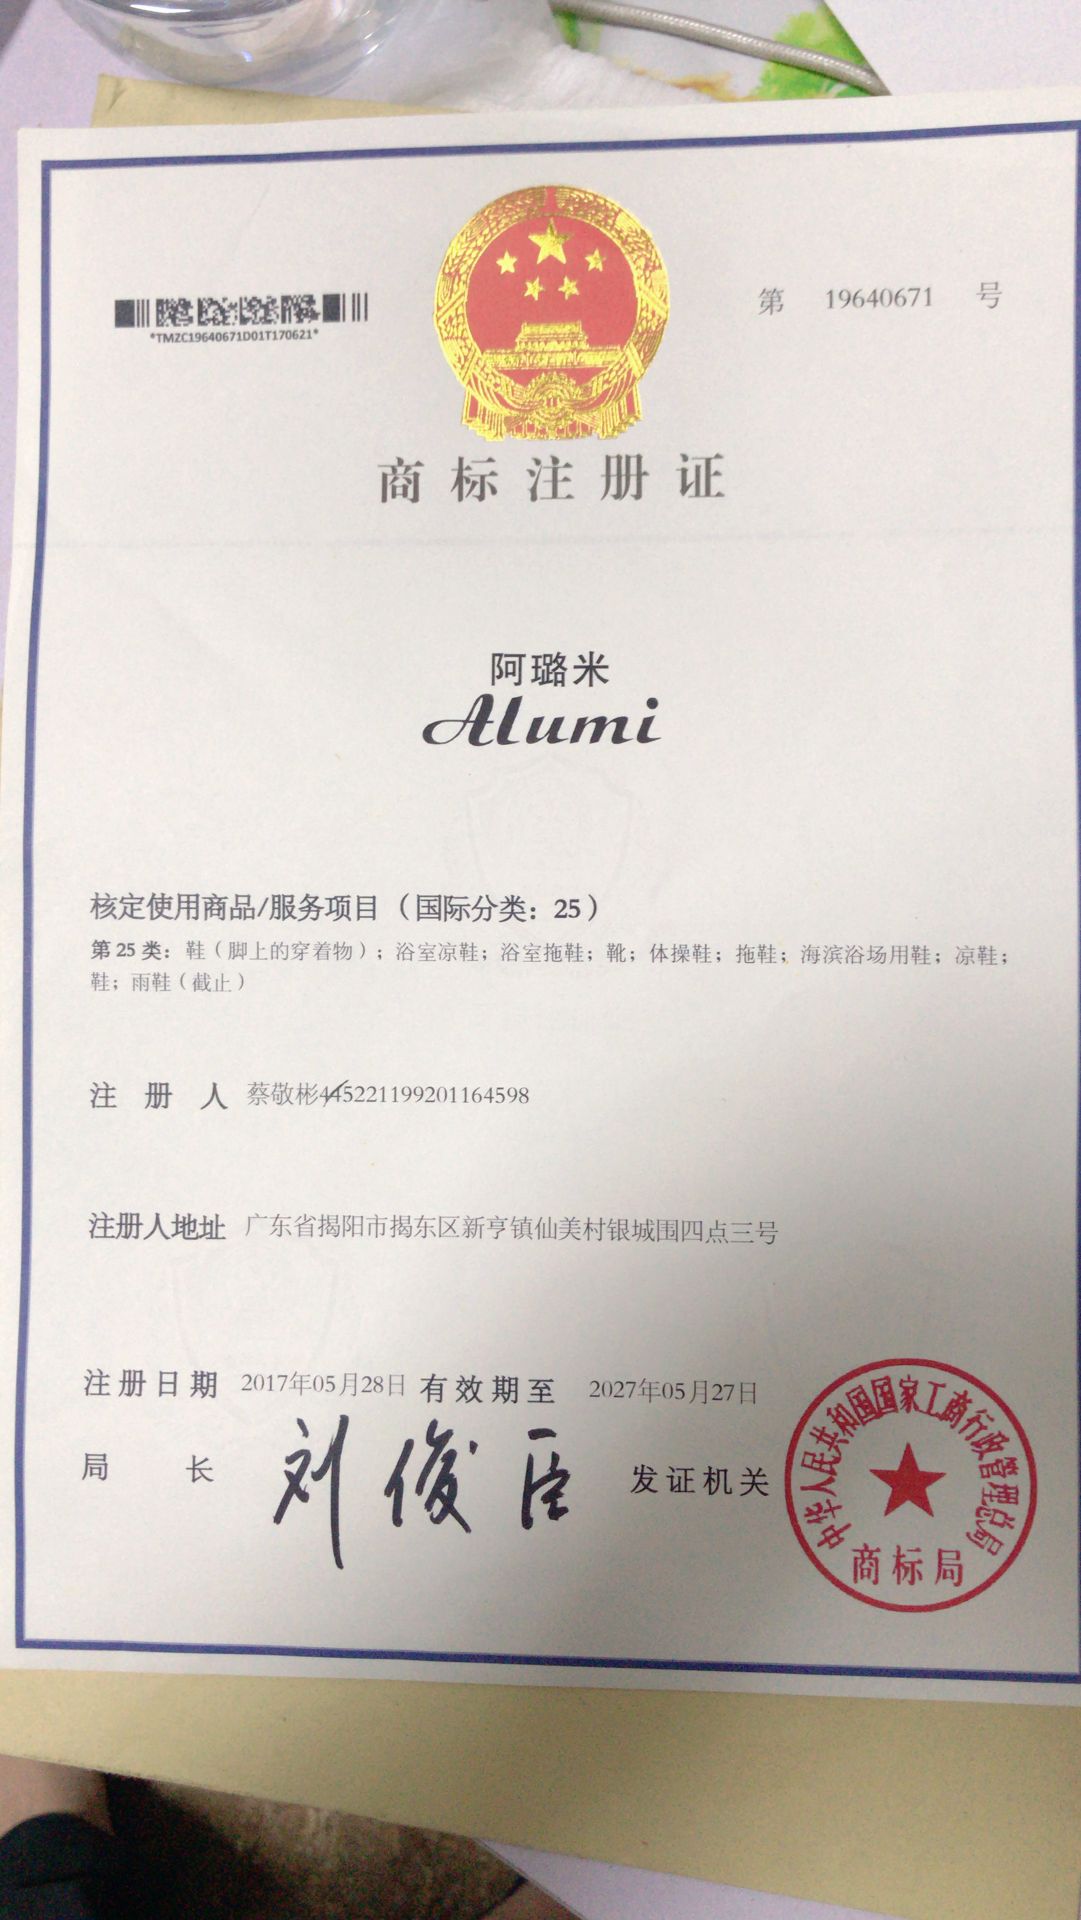 *TMZC19640671D01T170621*
第 19640671 号
商标注册证
阿璐米
Alumi
核定使用商品/服务项目（国际分类：25）
第25类：鞋（脚上的穿着物）；浴室凉鞋；浴室拖鞋；靴；体操鞋；拖鞋；海滨浴场用鞋；凉鞋；
鞋；雨鞋（截止）
注册人 蔡敬彬445221199201164598
注册人地址 广东省揭阳市揭东区新亨镇仙美村银城围四点三号
注册日期 2017年05月28日 有效期至 2027年05月27日
局长 刘俊臣 发证机关
中华人民共和国国家工商行政管理总局
商标局